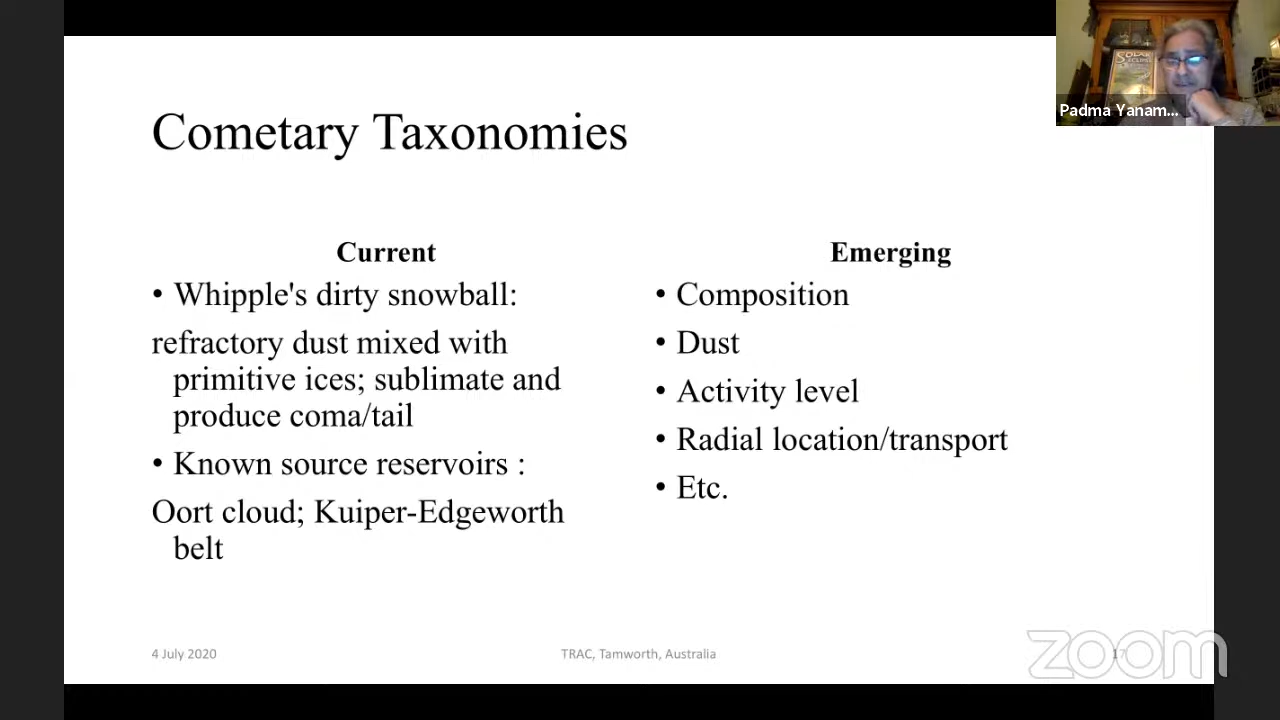 Cometary Taxonomies
Current
• Whipple's dirty snowball:
refractory dust mixed with
primitive ices; sublimate and
produce coma/tail
• Known source reservoirs :
Oort cloud; Kuiper-Edgeworth
belt
Emerging
• Composition
• Dust
• Activity level
• Radial location/transport
• Etc.
4 July 2020
TRAC, Tamworth, Australia
17
zoom
SOLAR
Padma Yanam...